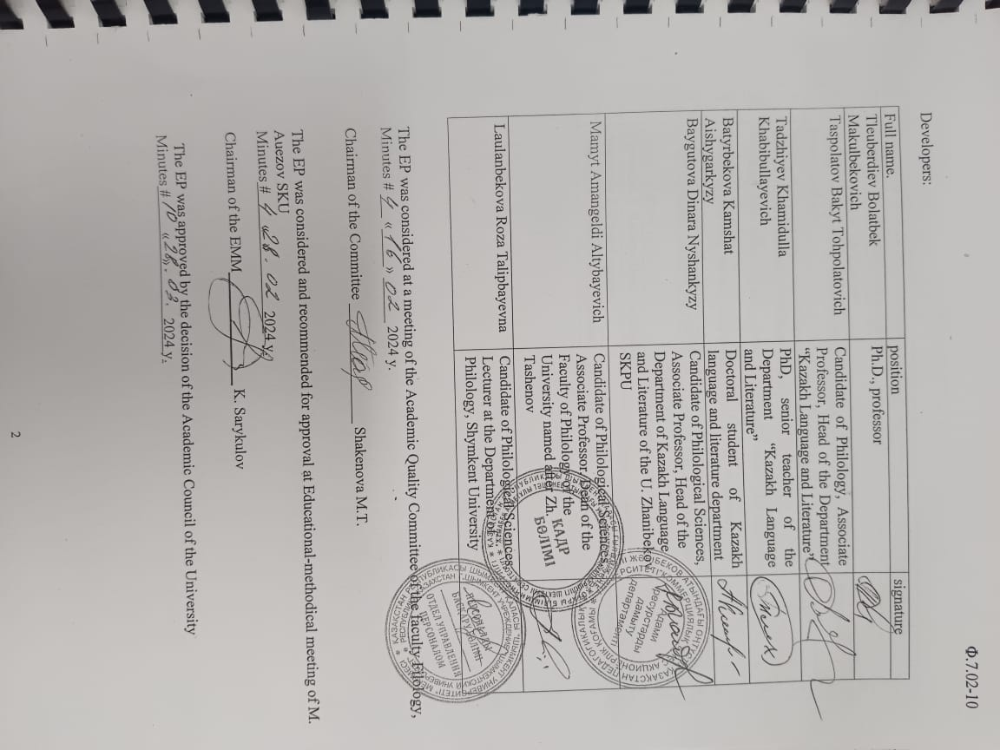 Ф.7.02-10
Developers:
Full name.
position
signature
Tleuberdiev Bolatbek
Makulbekovich
Ph.D., professor
Taspolatov Bakyt Tohpolatovich
Candidate of Philology, Associate
Professor, Head of the Department
“Kazakh Language and Literature”
Tadzhiyev Khamidulla
Khabibullayevich
PhD, senior teacher of the
Department “Kazakh Language
and Literature”
Batyrbekova Kamshat
Aishygarkyzy
Doctoral student of Kazakh
language and literature department
Baygutova Dinara Nyshankyzy
Candidate of Philological Sciences,
Associate Professor, Head of the
Department of Kazakh Language
and Literature of the U. Zhanibekov
SKPU
Mamyt Amangeldi Altybayevich
Candidate of Philological Sciences,
Associate Professor, Dean of the
Faculty of Philology of the
University named after Zh.
Tashenov
КАДР
БӨЛІМІ
Адами
ресурстарды
дамыту
департаменті
Laulanbekova Roza Talipbayevna
Candidate of Philological Sciences,
Lecturer at the Department of
Philology, Shymkent University
ОТДЕЛ УПРАВЛЕНИЯ
ПЕРСОНАЛОМ
The EP was considered at a meeting of the Academic Quality Committee of the faculty Filology,
Minutes # 4 « 16 » 02 2024 y.
Chairman of the Committee Shakenova M.T.
The EP was considered and recommended for approval at Educational-methodical meeting of M.
Auezov SKU
Minutes # 4 «28. 02 2024 y.
Chairman of the EMM K. Sarykulov
The EP was approved by the decision of the Academic Council of the University
Minutes # 10 «28». 03. 2024 y.
2